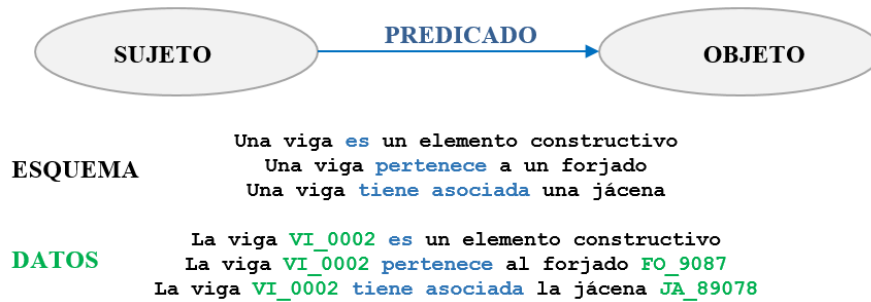 SUJETO
PREDICADO
OBJETO
ESQUEMA
Una viga es un elemento constructivo
Una viga pertenece a un forjado
Una viga tiene asociada una jácena
DATOS
La viga VI_0002 es un elemento constructivo
La viga VI_0002 pertenece al forjado FO_9087
La viga VI_0002 tiene asociada la jácena JA_89078